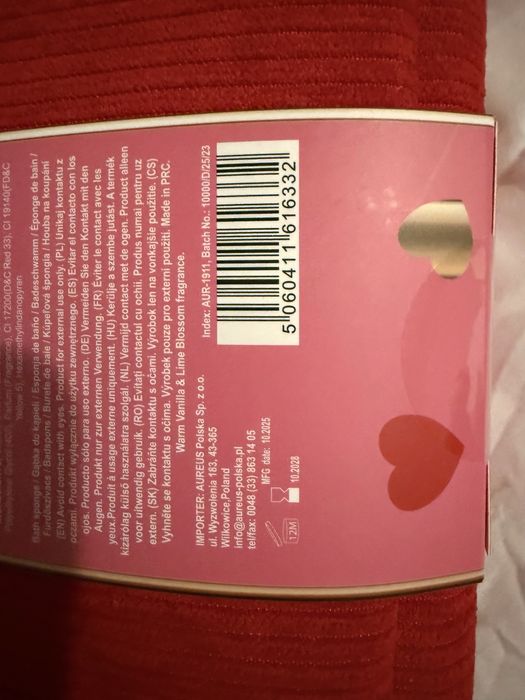 CI 17200(D&C Red 33), CI 19140(FD&C
Yellow 5), Hexamethylindanopyran.
Bath sponge / Gąbka do kąpieli / Esponja de baño / Badeschwamm / Éponge de bain /
Fürdőszivacs / Badspons / Burete de baie / Kúpeľová špongia / Houba na koupání
(EN) Avoid contact with eyes. Product for external use only. (PL) Unikaj kontaktu z
oczami. Produkt wyłącznie do użytku zewnętrznego. (ES) Evitar el contacto con los
ojos. Producto sólo para uso externo. (DE) Vermeiden Sie den Kontakt mit den
Augen. Produkt nur zur externen Verwendung. (FR) Éviter le contact avec les
yeux.Produit à usage externe uniquement. (HU) Kerülje a szembe jutást. A termék
kizárólag külső használatra szolgál. (NL) Vermijd contact met de ogen. Product alleen
voor uitwendig gebruik. (RO) Evitați contactul cu ochii. Produs numai pentru uz
extern. (SK) Zabráňte kontaktu s očami. Výrobok len na vonkajšie použitie. (CS)
Vyhněte se kontaktu s očima. Výrobek pouze pro externí použití. Made in PRC.
Warm Vanilla & Lime Blossom fragrance.
IMPORTER: AUREUS Polska Sp. z o.o.
ul. Wyzwolenia 183, 43-365
Wilkowice,Poland
info@aureus-polska.pl
tel/fax: 0048 (33) 863 14 05
MFG date: 10.2025
10.2028
12M
Index: AUR-1911, Batch No.: 10000/D/25/23
5 060411 616332